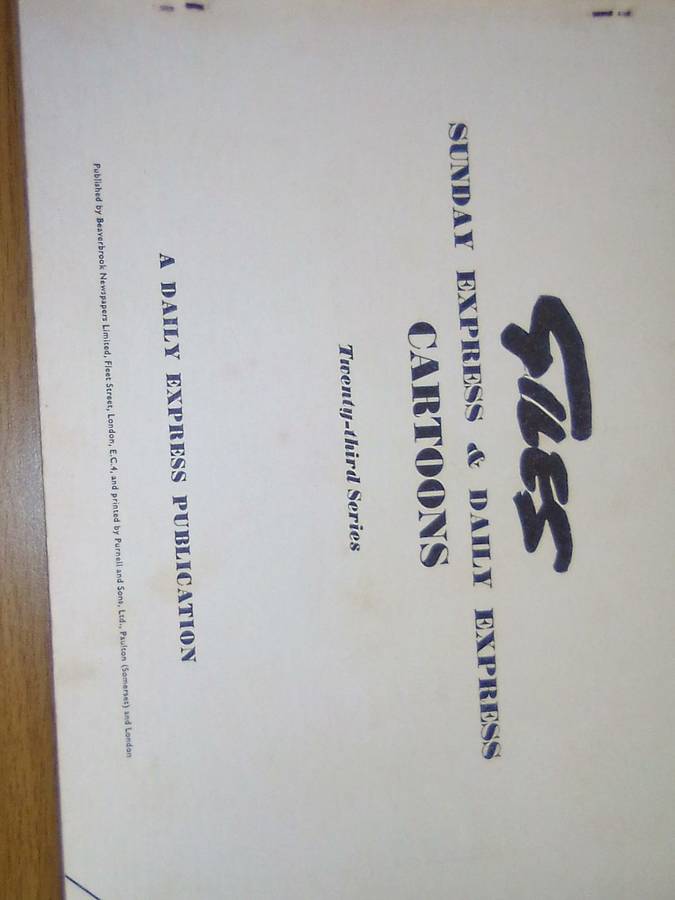 GILES
SUNDAY EXPRESS & DAILY EXPRESS
CARTOONS
Twenty-third Series
A DAILY EXPRESS PUBLICATION
Published by Beaverbrook Newspapers Limited, Fleet Street, London, E.C.4, and printed by Purnell and Sons, Ltd., Paulton (Somerset) and London